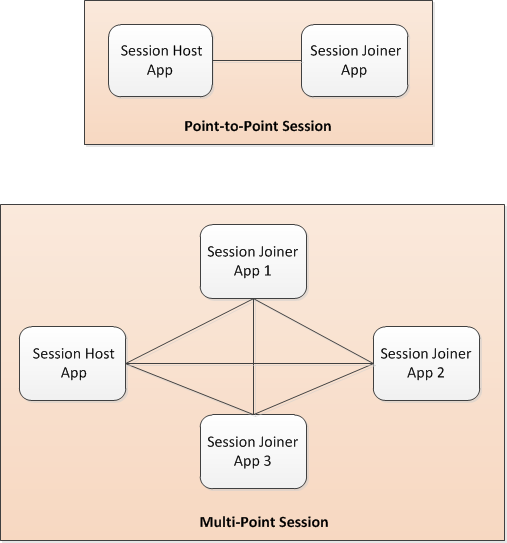 Session Host
App
Session Joiner
App
Point-to-Point Session
Session Joiner
App 1
Session Host
App
Session Joiner
App 2
Session Joiner
App 3
Multi-Point Session